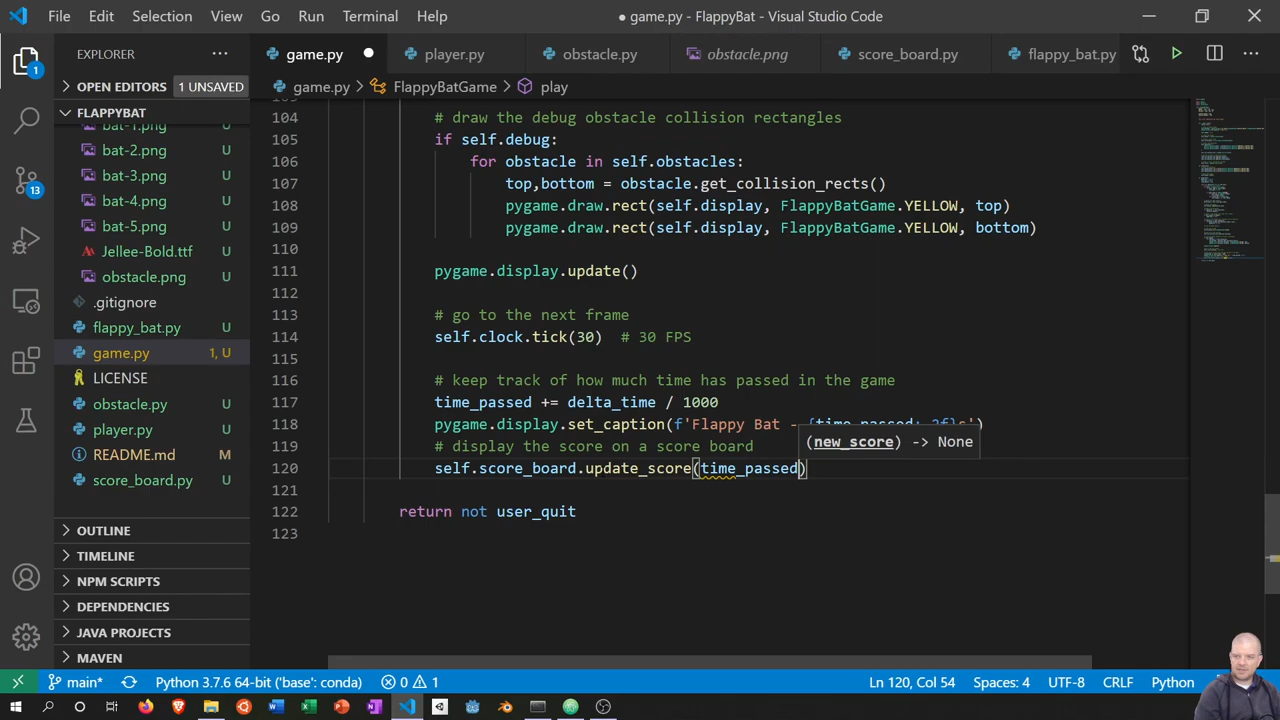 File Edit Selection View Go Run Terminal Help
● game.py - FlappyBat - Visual Studio Code
EXPLORER
game.py
player.py
obstacle.py
obstacle.png
score_board.py
flappy_bat.py
1
OPEN EDITORS 1 UNSAVED
game.py > FlappyBatGame > play
FLAPPYBAT
bat-1.png U
bat-2.png U
bat-3.png U
bat-4.png U
bat-5.png U
Jellee-Bold.ttf U
obstacle.png U
.gitignore
flappy_bat.py U
game.py 1, U
LICENSE
obstacle.py U
player.py U
README.md M
score_board.py U
13
OUTLINE
TIMELINE
NPM SCRIPTS
DEPENDENCIES
JAVA PROJECTS
MAVEN
104 # draw the debug obstacle collision rectangles
105 if self.debug:
106 for obstacle in self.obstacles:
107 top,bottom = obstacle.get_collision_rects()
108 pygame.draw.rect(self.display, FlappyBatGame.YELLOW, top)
109 pygame.draw.rect(self.display, FlappyBatGame.YELLOW, bottom)
110
111 pygame.display.update()
112
113 # go to the next frame
114 self.clock.tick(30) # 30 FPS
115
116 # keep track of how much time has passed in the game
117 time_passed += delta_time / 1000
118 pygame.display.set_caption(f'Flappy Bat -
119 # display the score on a score board
(new_score) -> None
120 self.score_board.update_score(time_passed)
121
122 return not user_quit
123
main* Python 3.7.6 64-bit ('base': conda) 0 1 Ln 120, Col 54 Spaces: 4 UTF-8 CRLF Python